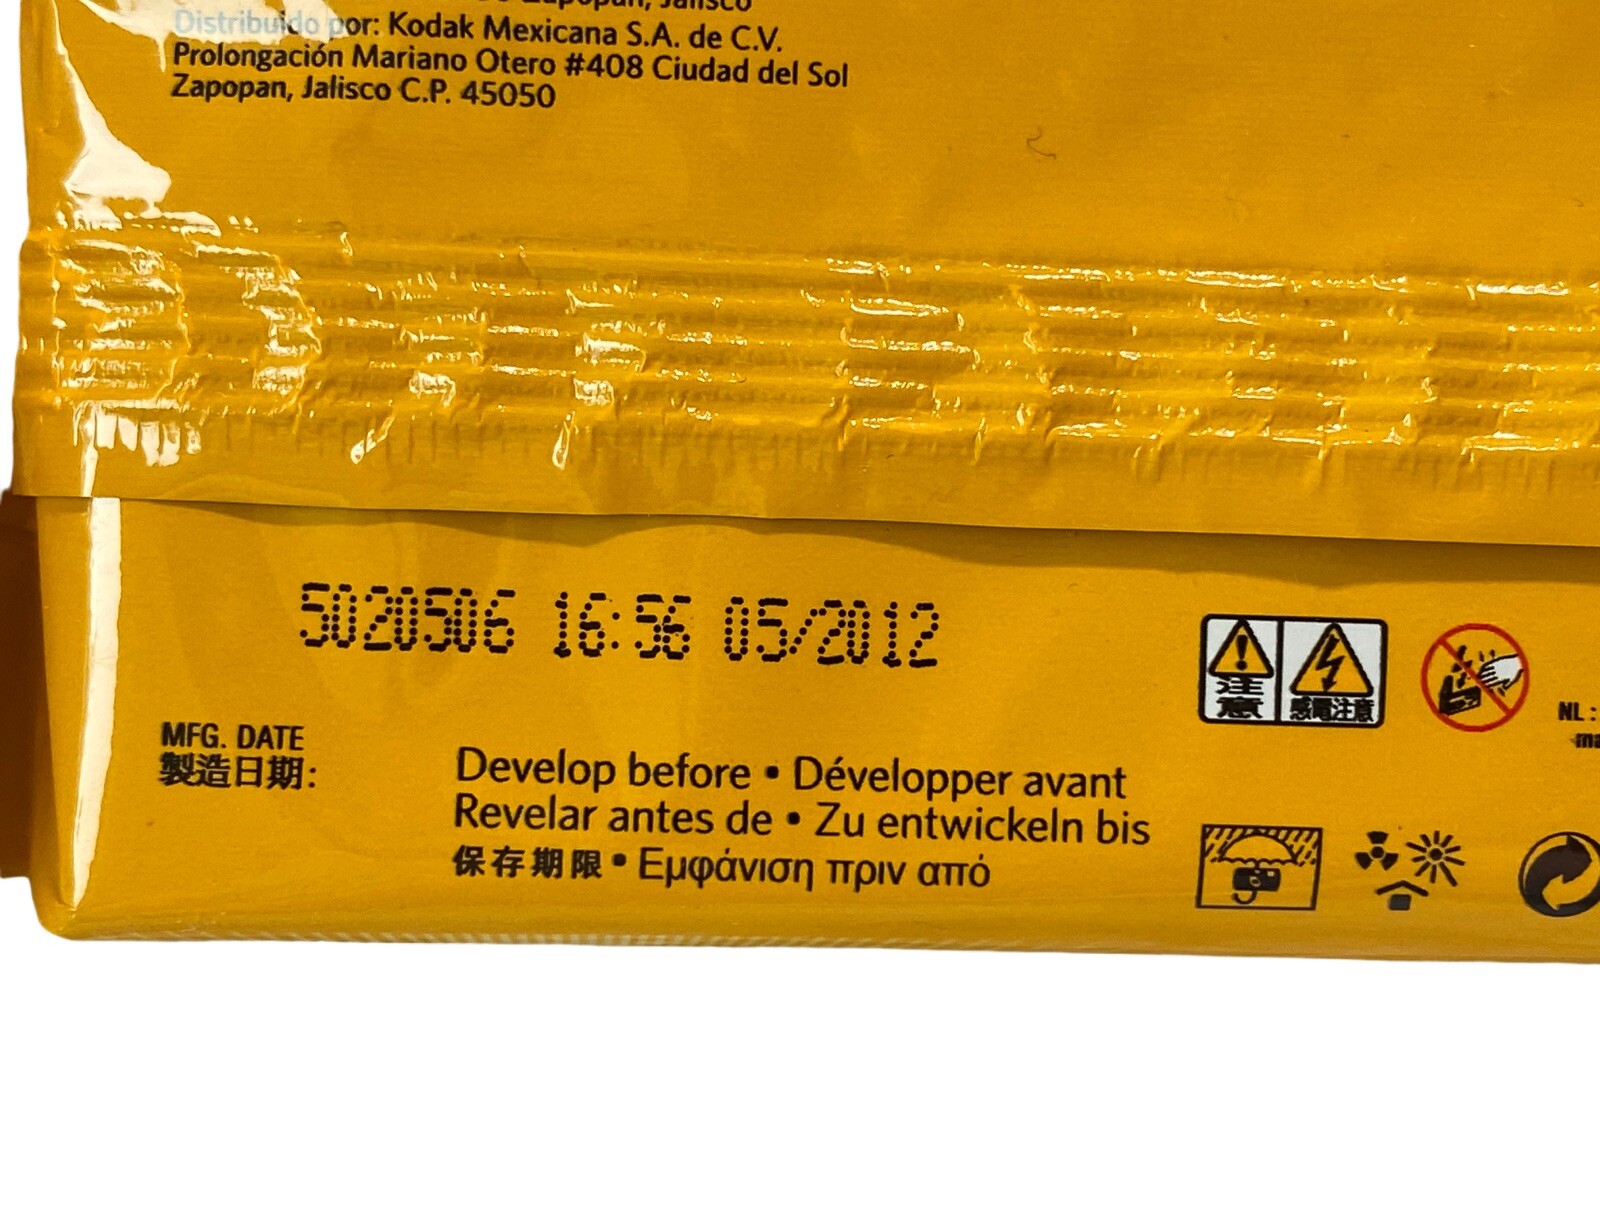 Zapopan, Jalisco
Distribuido por: Kodak Mexicana S.A. de C.V.
Prolongación Mariano Otero #408 Ciudad del Sol
Zapopan, Jalisco C.P. 45050
5020506 16:56 05/2012
注意
感電注意
NL:
MFG. DATE
製造日期:
Develop before • Développer avant
Revelar antes de • Zu entwickeln bis
保存期限 • Εμφάνιση πριν από